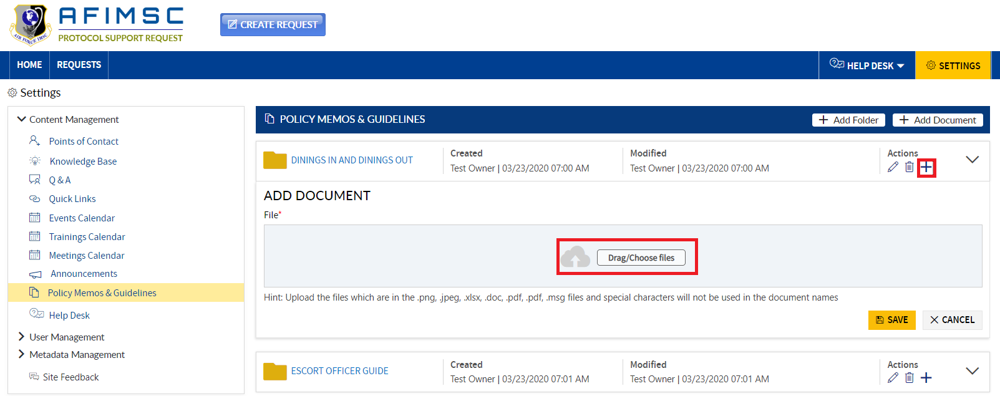 AFIMSC
PROTOCOL SUPPORT REQUEST
AIR FORCE IMSC
CREATE REQUEST
HOME
REQUESTS
HELP DESK
SETTINGS
Settings
Content Management
Points of Contact
Knowledge Base
Q & A
Quick Links
Events Calendar
Trainings Calendar
Meetings Calendar
Announcements
Policy Memos & Guidelines
Help Desk
User Management
Metadata Management
Site Feedback
POLICY MEMOS & GUIDELINES
+ Add Folder
+ Add Document
DININGS IN AND DININGS OUT
Created
Test Owner | 03/23/2020 07:00 AM
Modified
Test Owner | 03/23/2020 07:00 AM
Actions
ADD DOCUMENT
File*
Drag/Choose files
Hint: Upload the files which are in the .png, .jpeg, .xlsx, .doc, .pdf, .pdf, .msg files and special characters will not be used in the document names
SAVE
CANCEL
ESCORT OFFICER GUIDE
Created
Test Owner | 03/23/2020 07:01 AM
Modified
Test Owner | 03/23/2020 07:01 AM
Actions